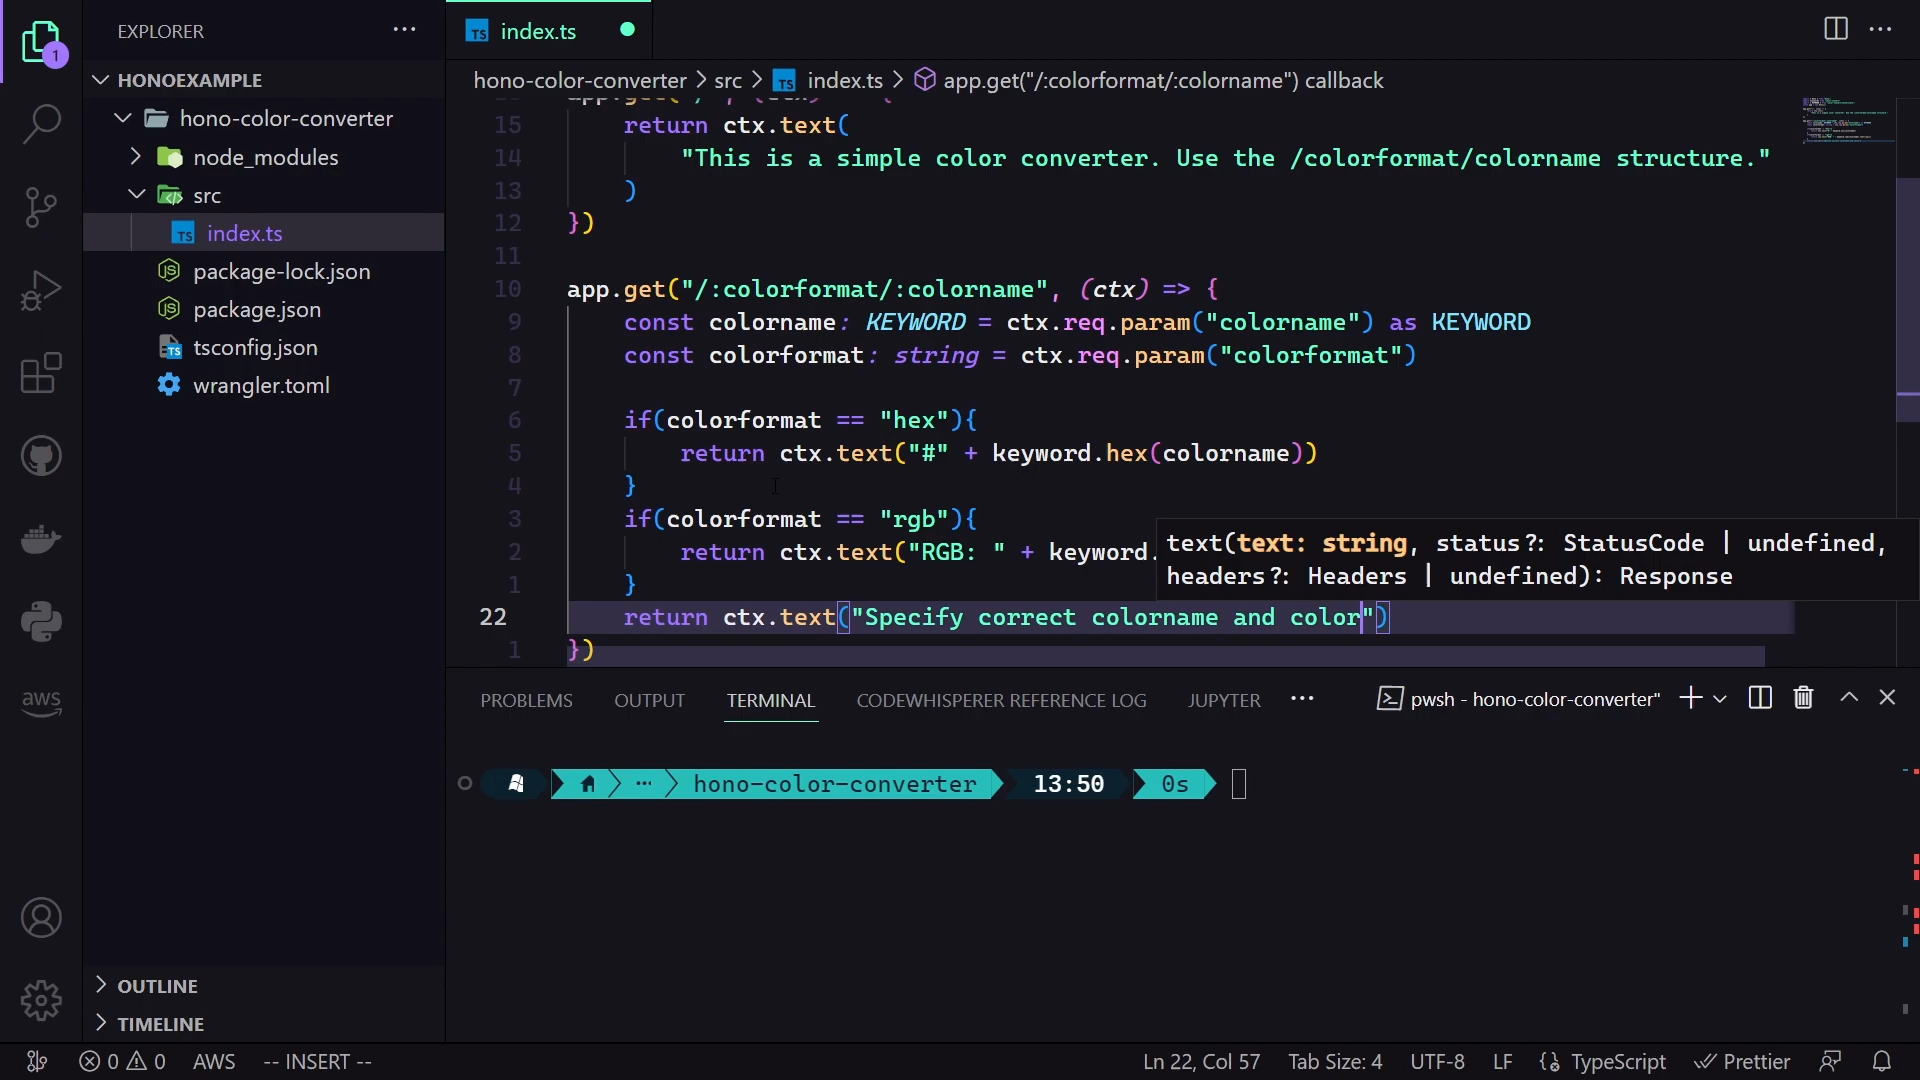 EXPLORER
HONOEXAMPLE
hono-color-converter
node_modules
src
TS index.ts
JS package-lock.json
JS package.json
TS tsconfig.json
wrangler.toml
OUTLINE
TIMELINE
1
aws
TS index.ts
hono-color-converter > src > TS index.ts > app.get("/:colorformat/:colorname") callback
15 return ctx.text(
14 "This is a simple color converter. Use the /colorformat/colorname structure."
13 )
12 })
11
10 app.get("/:colorformat/:colorname", (ctx) => {
9 const colorname: KEYWORD = ctx.req.param("colorname") as KEYWORD
8 const colorformat: string = ctx.req.param("colorformat")
7
6 if(colorformat == "hex"){
5 return ctx.text("#" + keyword.hex(colorname))
4 }
3 if(colorformat == "rgb"){
2 return ctx.text("RGB: " + keyword.
1 }
22 return ctx.text("Specify correct colorname and color")
1 })
text(text: string, status?: StatusCode | undefined,
headers?: Headers | undefined): Response
PROBLEMS OUTPUT TERMINAL CODEWHISPERER REFERENCE LOG JUPYTER ··· pwsh - hono-color-converter"
··· hono-color-converter 13:50 0s
0 0 AWS -- INSERT -- Ln 22, Col 57 Tab Size: 4 UTF-8 LF TypeScript Prettier